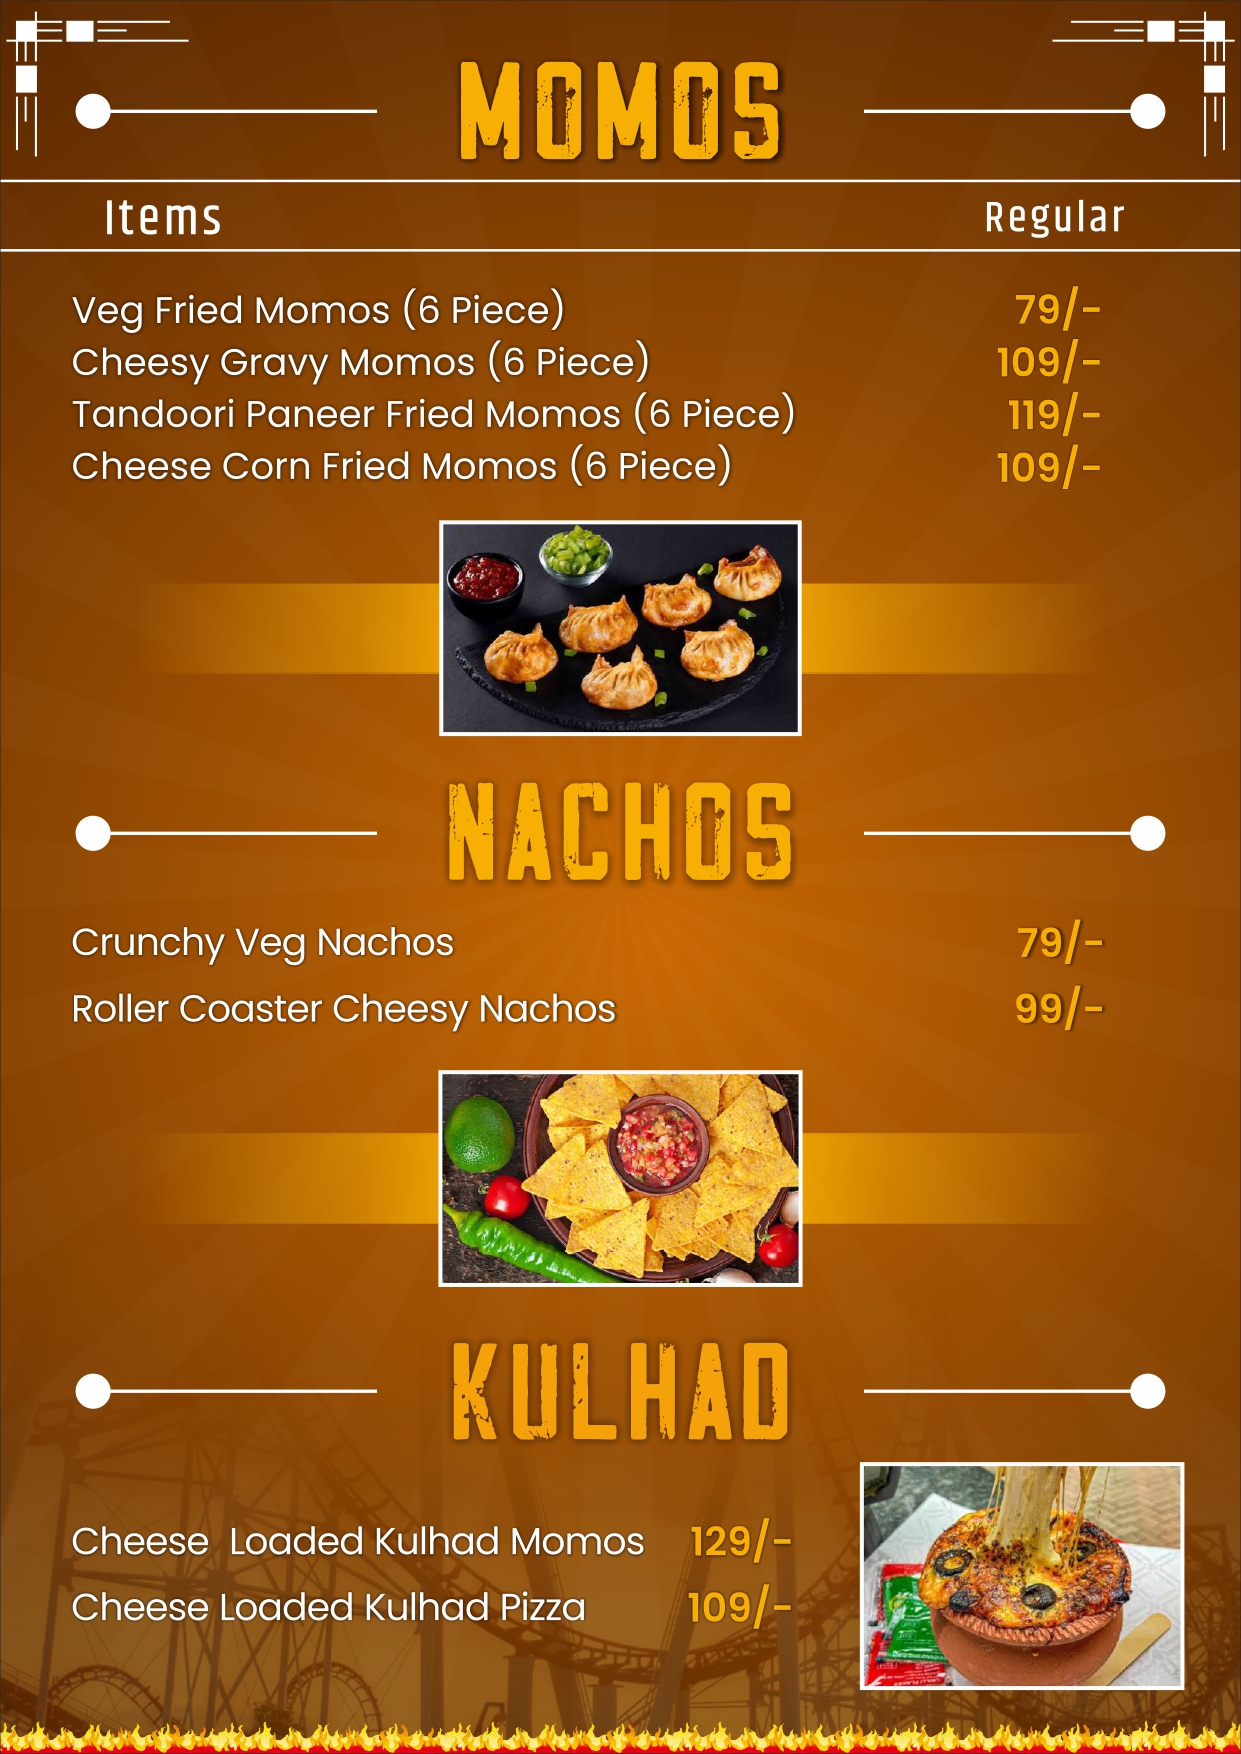 MOMOS
Items Regular
Veg Fried Momos (6 Piece) 79/-
Cheesy Gravy Momos (6 Piece) 109/-
Tandoori Paneer Fried Momos (6 Piece) 119/-
Cheese Corn Fried Momos (6 Piece) 109/-
NACHOS
Crunchy Veg Nachos 79/-
Roller Coaster Cheesy Nachos 99/-
KULHAD
Cheese Loaded Kulhad Momos 129/-
Cheese Loaded Kulhad Pizza 109/-